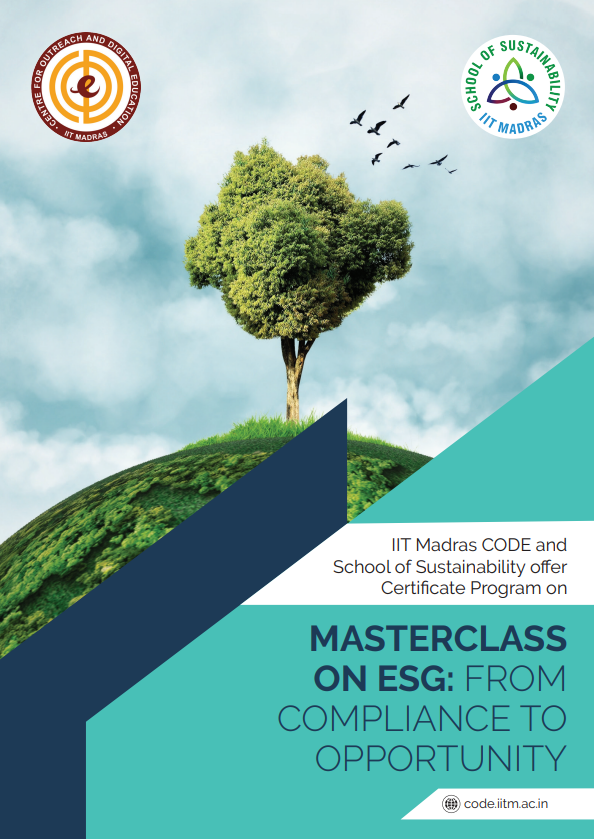 CENTRE FOR OUTREACH AND DIGITAL EDUCATION
IIT MADRAS
e
SCHOOL OF SUSTAINABILITY
IIT MADRAS
IIT Madras CODE and
School of Sustainability offer
Certificate Program on
MASTERCLASS
ON ESG: FROM
COMPLIANCE TO
OPPORTUNITY
code.iitm.ac.in